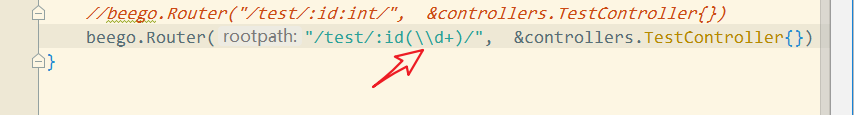 //beego.Router("/test/:id:int/",  &controllers.TestController{})
beego.Router( rootpath: "/test/:id(\\d+)/",  &controllers.TestController{})
}